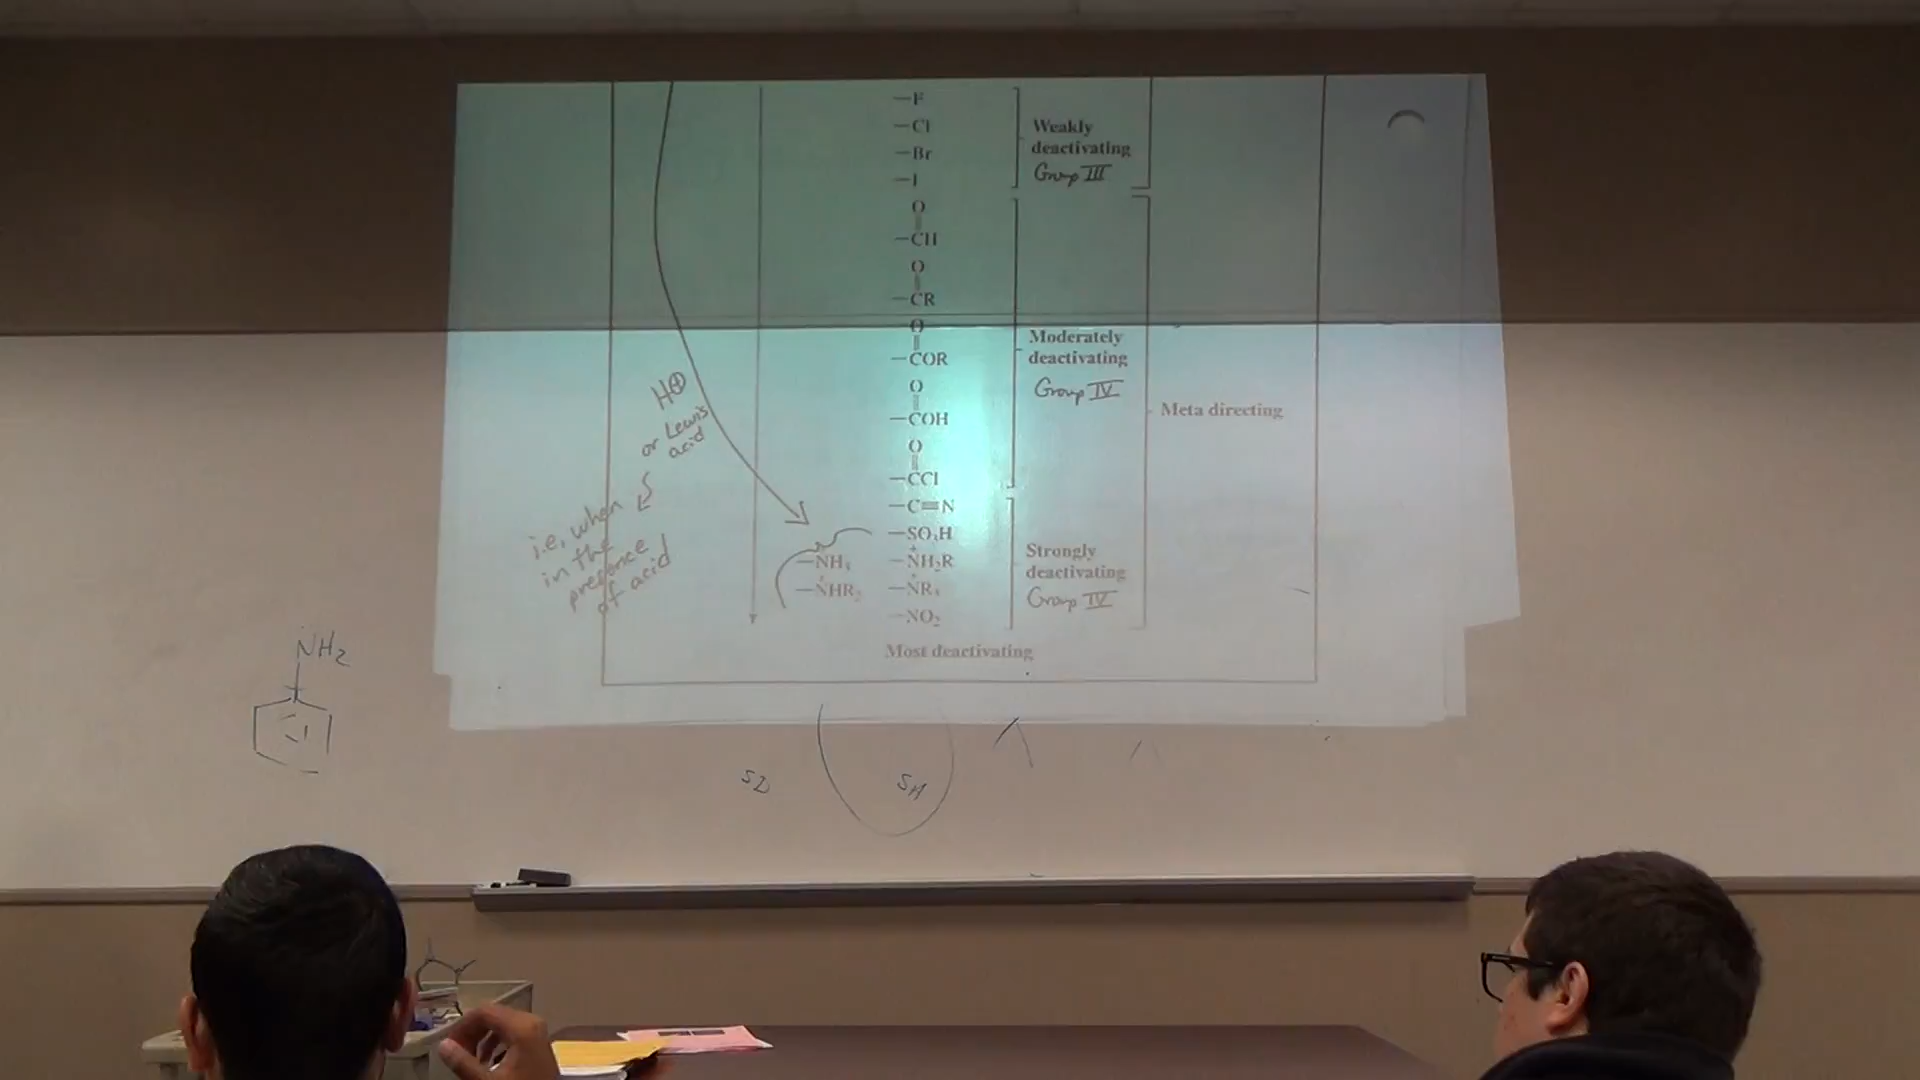 —F
—Cl
—Br
—I
Weakly
deactivating
Group III
O
—CH
O
—CR
O
—COR
O
—COH
O
—CCl
Moderately
deactivating
Group IV
Meta directing
—C≡N
—SO₃H
—NH₂R
+
—NR₃
+
—NO₂
—NH₃
—NHR₂
+
Strongly
deactivating
Group IV
Most deactivating
H⊕
or Lewis
acid
i.e, when
in the
presence
of acid
NH₂